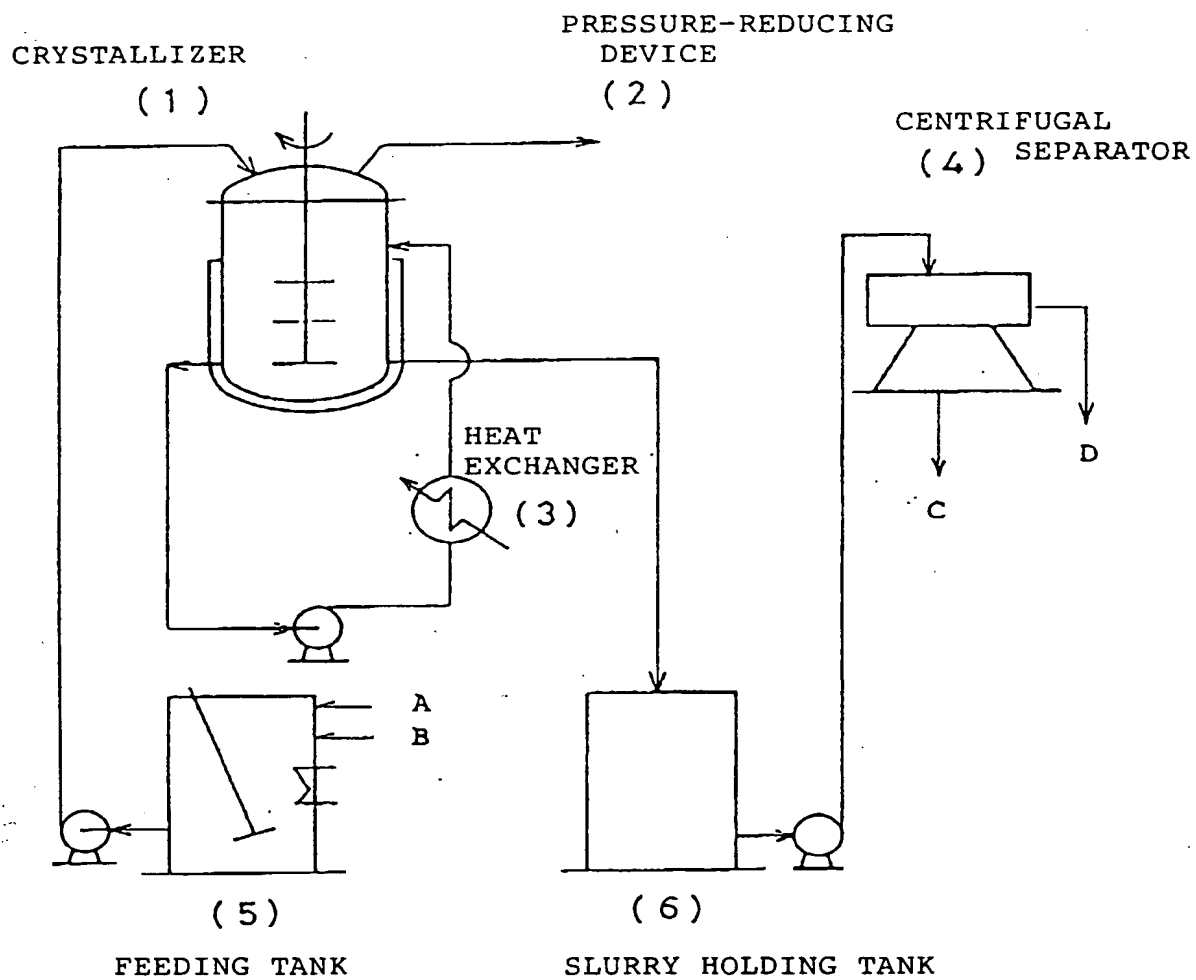 PRESSURE-REDUCING
DEVICE
(2)
CRYSTALLIZER
(1)
CENTRIFUGAL
SEPARATOR
(4)
HEAT
EXCHANGER
(3)
D
C
A
B
(5)
FEEDING TANK
(6)
SLURRY HOLDING TANK